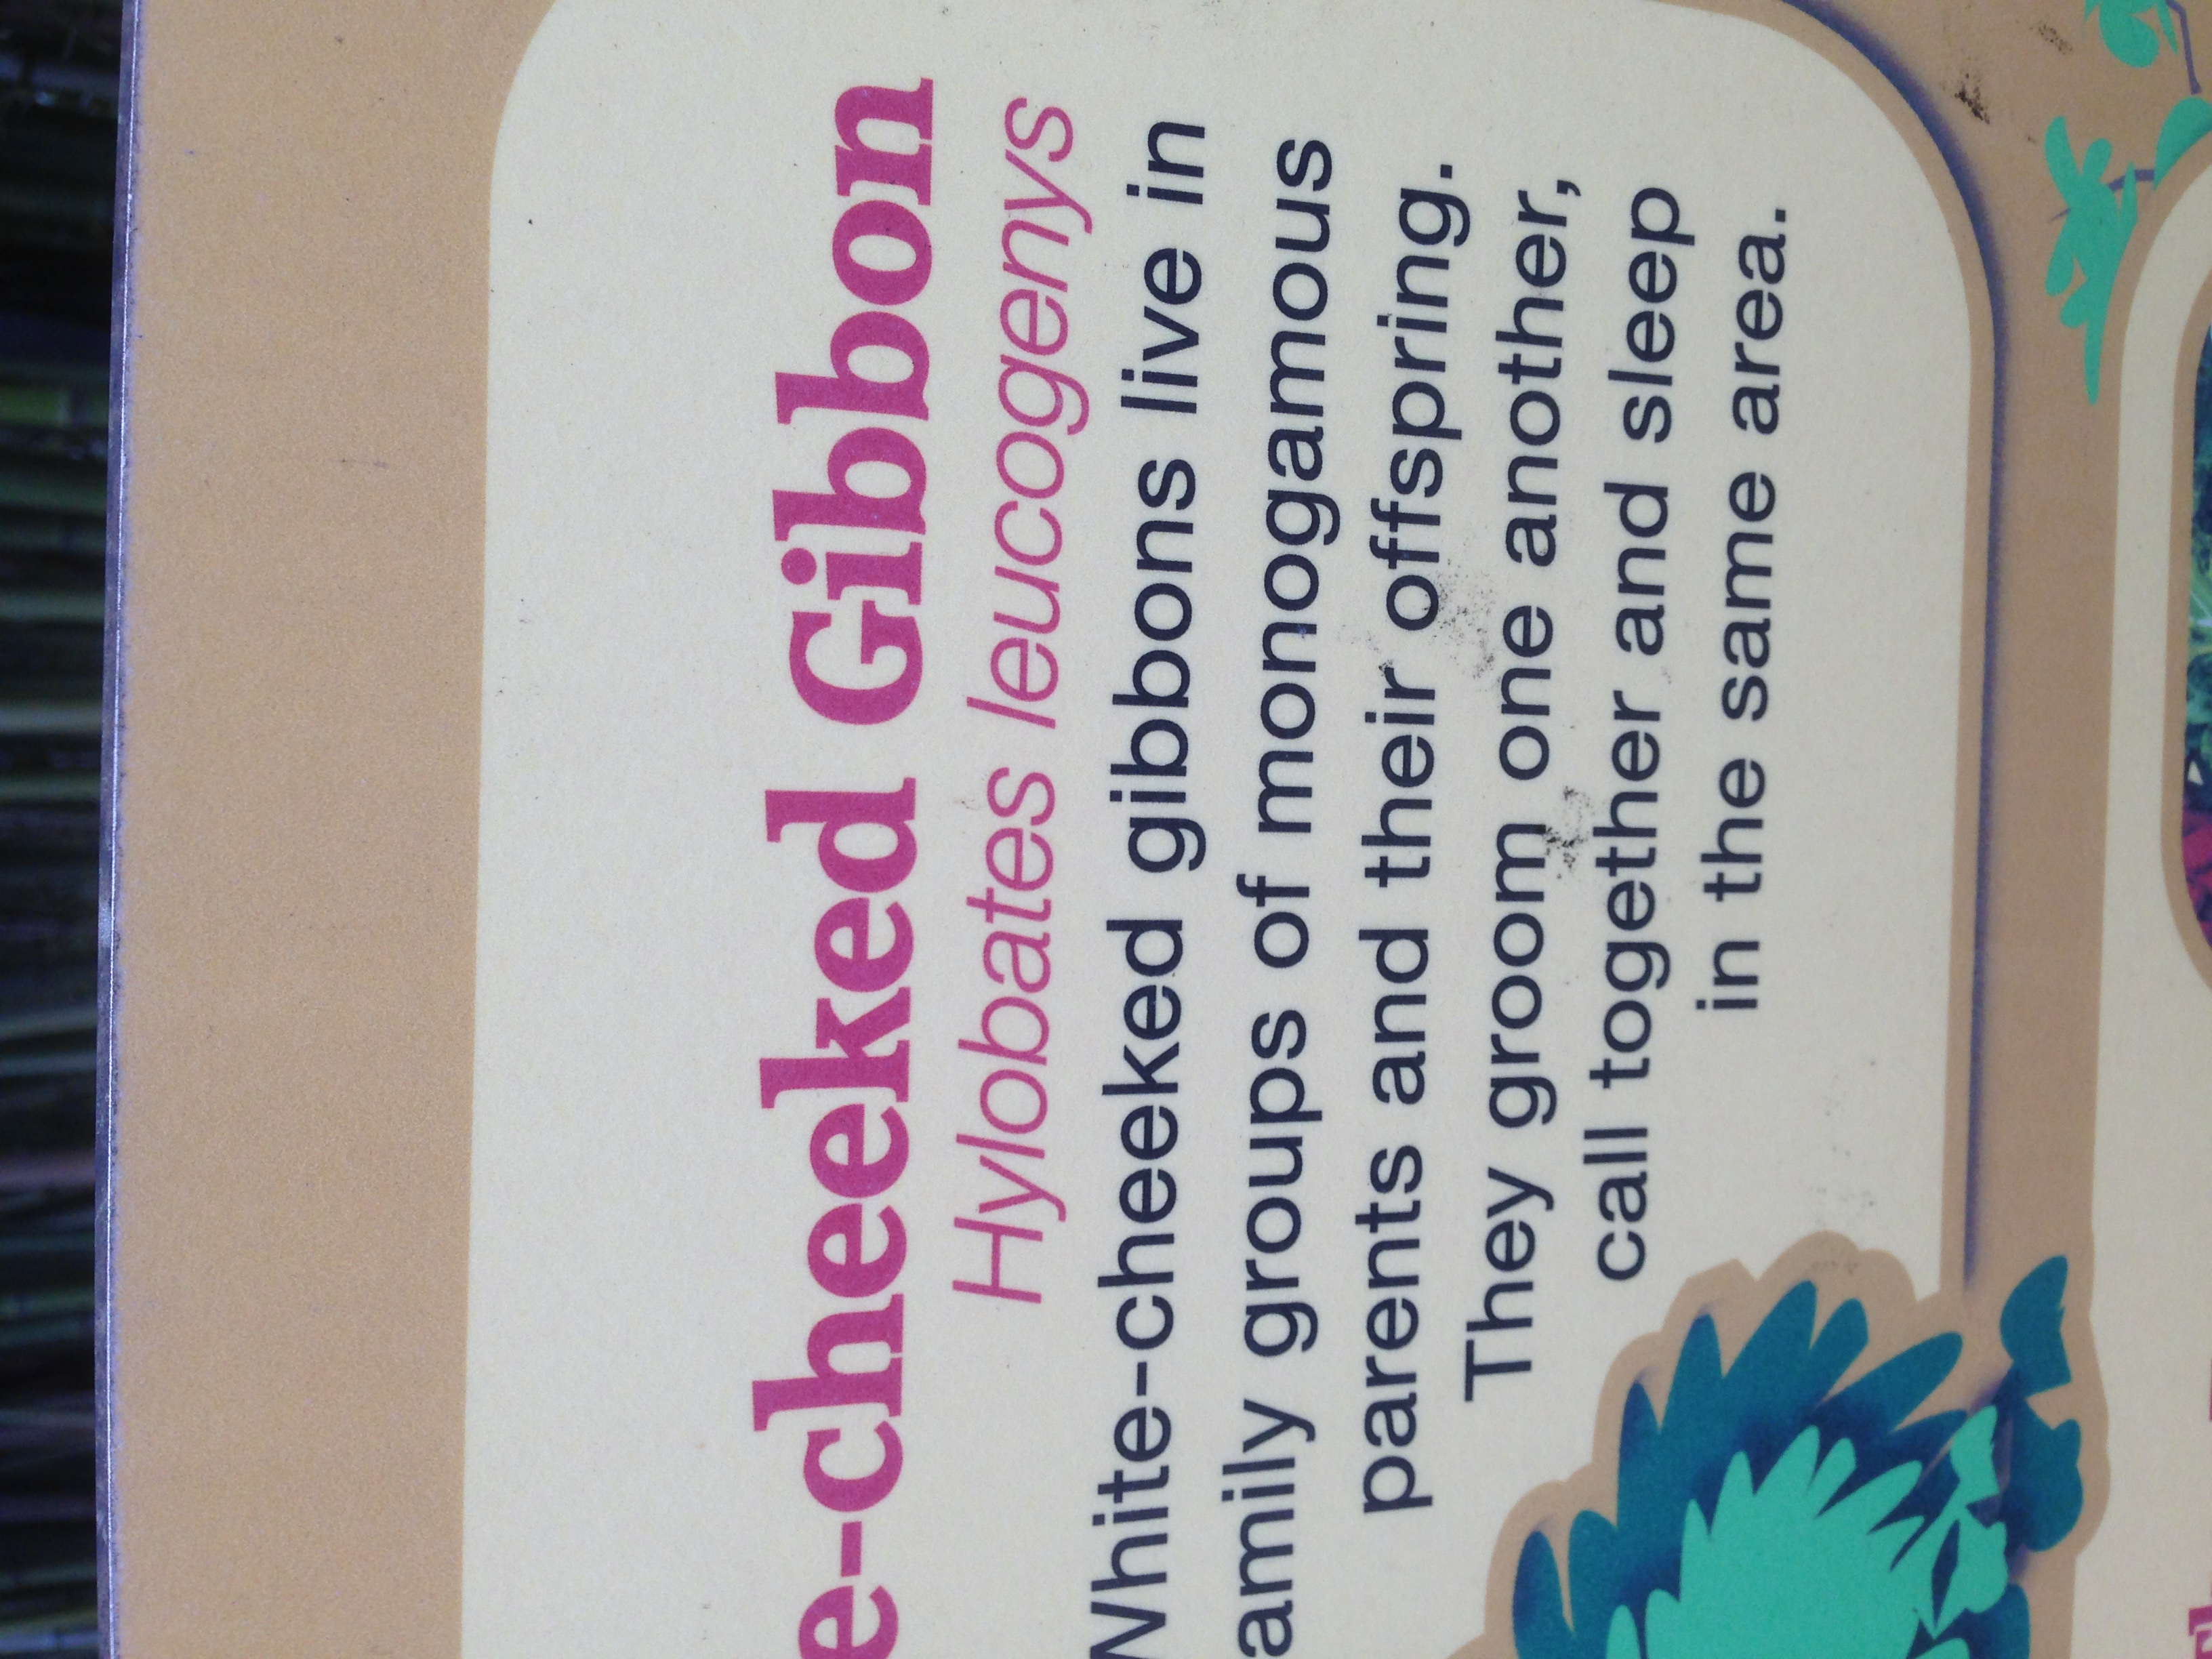 e-cheeked Gibbon
Hylobates leucogenys
White-cheeked gibbons live in
amily groups of monogamous
parents and their offspring.
They groom one another,
call together and sleep
in the same area.